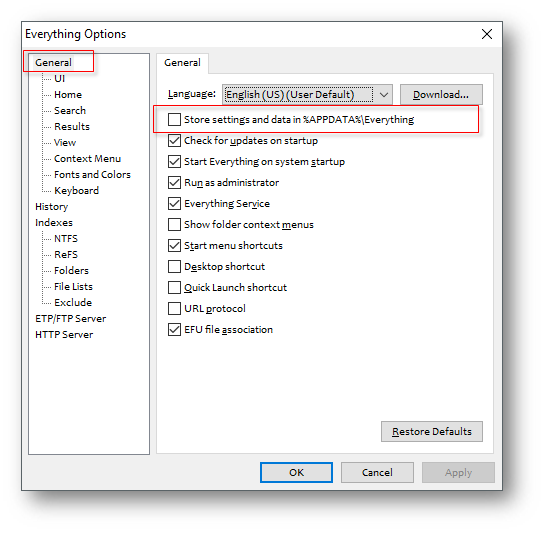 Everything Options
General
UI
Home
Search
Results
View
Context Menu
Fonts and Colors
Keyboard
History
Indexes
NTFS
ReFS
Folders
File Lists
Exclude
ETP/FTP Server
HTTP Server
General
Language: English (US) (User Default) Download...
Store settings and data in %APPDATA%\Everything
Check for updates on startup
Start Everything on system startup
Run as administrator
Everything Service
Show folder context menus
Start menu shortcuts
Desktop shortcut
Quick Launch shortcut
URL protocol
EFU file association
Restore Defaults
OK Cancel Apply